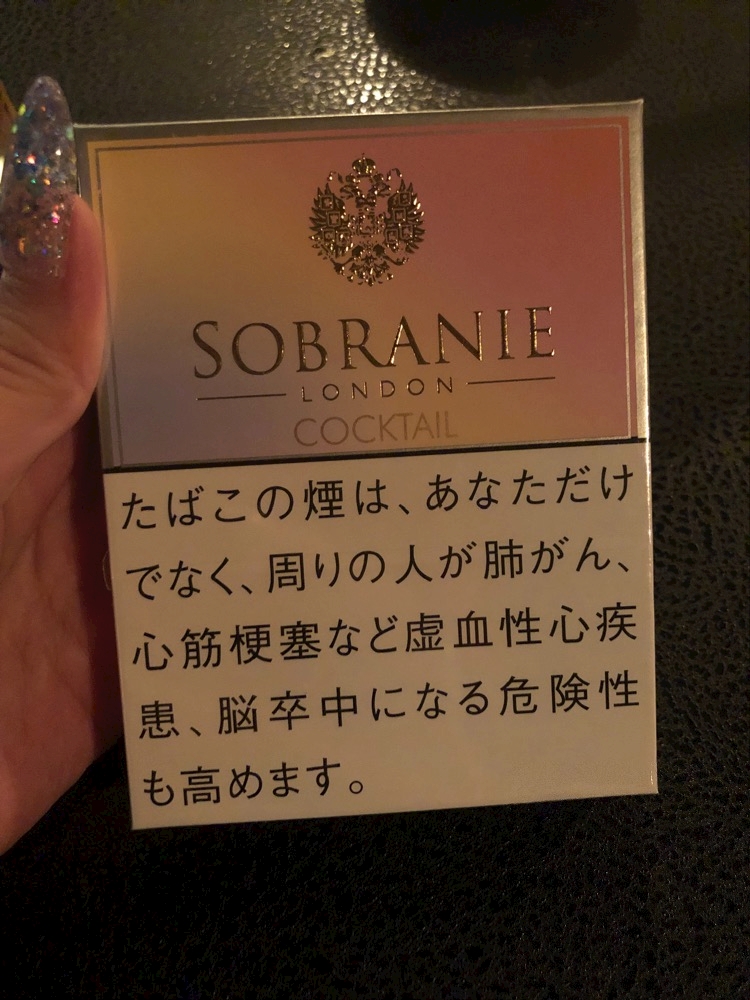 SOBRANIE
LONDON
COCKTAIL
たばこの煙は、あなただけ
でなく、周りの人が肺がん、
心筋梗塞など虚血性心疾
患、脳卒中になる危険性
も高めます。